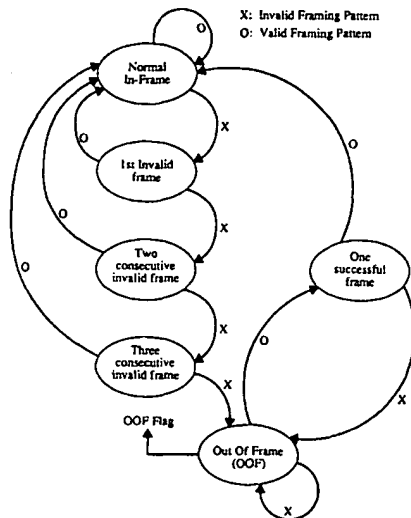 X: Invalid Framing Pattern
O: Valid Framing Pattern
O
Normal
In-Frame
X
O
1st Invalid
frame
O
X
O
Two
consecutive
invalid frame
One
successful
frame
O
X
Three
consecutive
invalid frame
X
O
X
OOF Flag
Out Of Frame
(OOF)
X